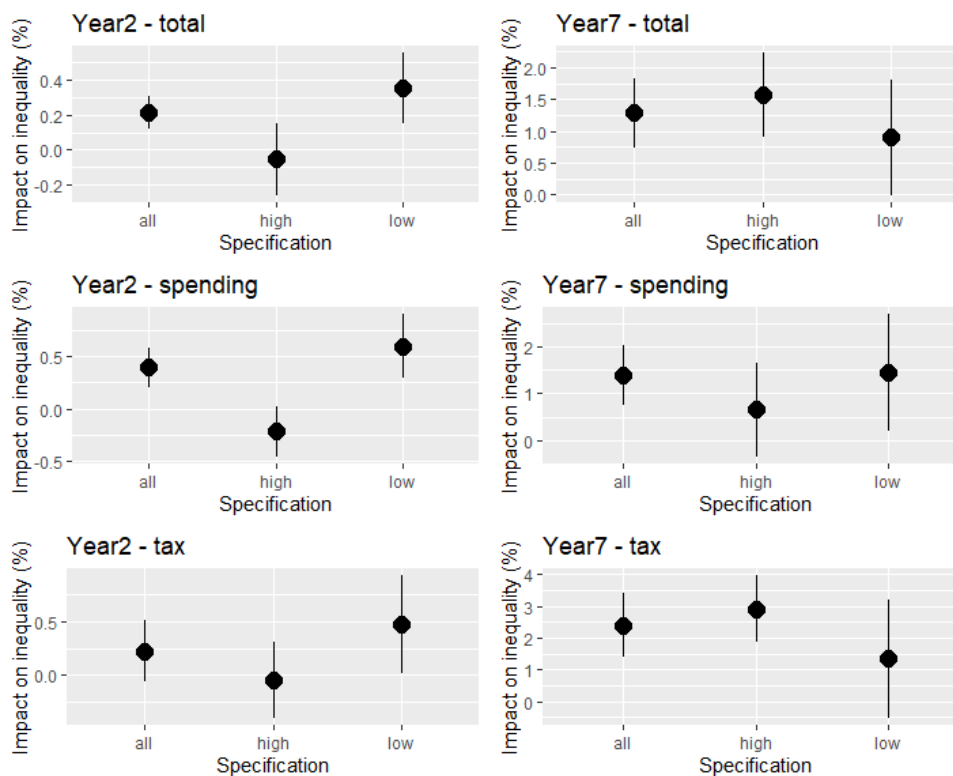 Year2 - total
Impact on inequality (%)
0.4
0.2
0.0
-0.2
all high low
Specification
Year7 - total
Impact on inequality (%)
2.0
1.5
1.0
0.5
0.0
all high low
Specification
Year2 - spending
Impact on inequality (%)
0.5
0.0
-0.5
all high low
Specification
Year7 - spending
Impact on inequality (%)
2
1
0
all high low
Specification
Year2 - tax
Impact on inequality (%)
0.5
0.0
all high low
Specification
Year7 - tax
Impact on inequality (%)
4
3
2
1
0
all high low
Specification